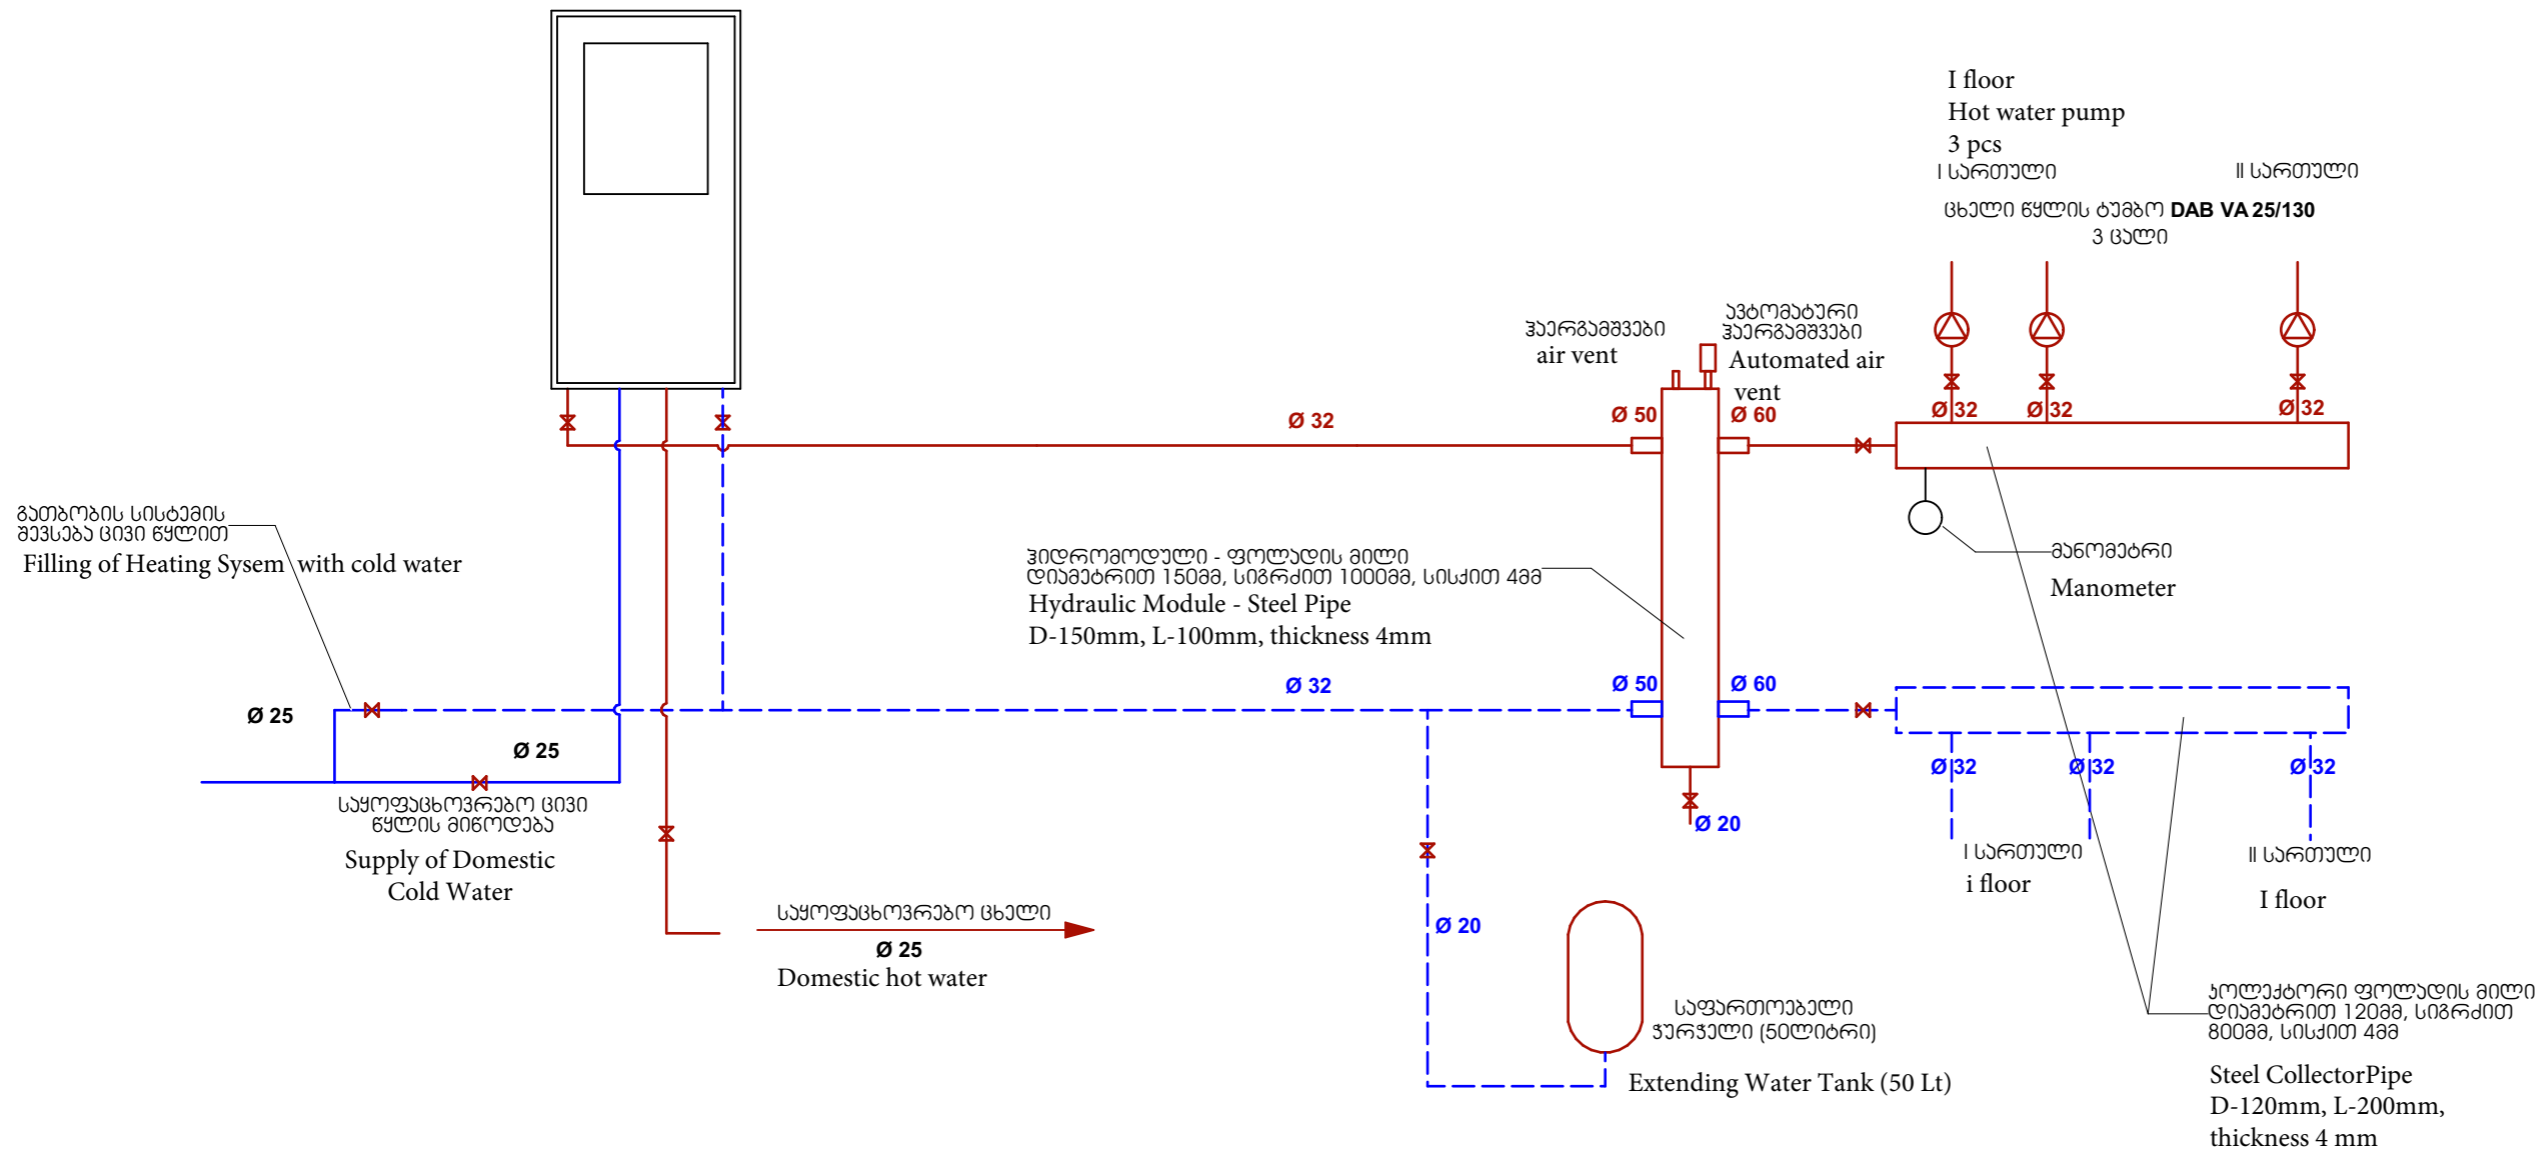 I floor
Hot water pump
3 pcs
I სართული
II სართული
ცხელი წყლის ტუმბო DAB VA 25/130
3 ცალი
ჰაერგამშვები
air vent
ავტომატური
ჰაერგამშვები
Automated air
vent
Ø 32
Ø 50
Ø 60
Ø 32
Ø 32
Ø 32
გათბობის სისტემის
შევსება ცივი წყლით
Filling of Heating Sysem with cold water
ჰიდრომოდული - ფოლადის მილი
დიამეტრით 150მმ, სიგრძით 1000მმ, სისქით 4მმ
Hydraulic Module - Steel Pipe
D-150mm, L-100mm, thickness 4mm
მანომეტრი
Manometer
Ø 25
Ø 25
Ø 32
Ø 50
Ø 60
Ø 32
Ø 32
Ø 32
საყოფაცხოვრებო ცივი
წყლის მიწოდება
Supply of Domestic
Cold Water
Ø 20
I სართული
i floor
II სართული
I floor
საყოფაცხოვრებო ცხელი
Ø 25
Domestic hot water
Ø 20
საფართოებელი
ჭურჭელი (50ლიტრი)
Extending Water Tank (50 Lt)
კოლექტორი ფოლადის მილი
დიამეტრით 120მმ, სიგრძით
800მმ, სისქით 4მმ
Steel CollectorPipe
D-120mm, L-200mm,
thickness 4 mm